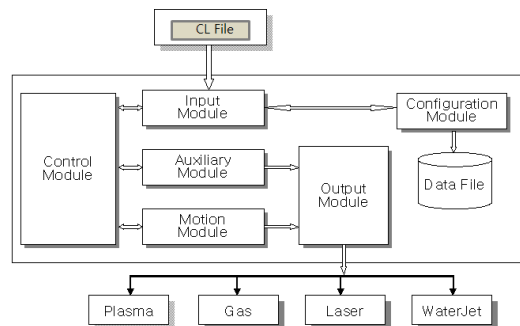 CL File
Input
Module
Configuration
Module
Control
Module
Auxiliary
Module
Output
Module
Data File
Motion
Module
Plasma
Gas
Laser
WaterJet